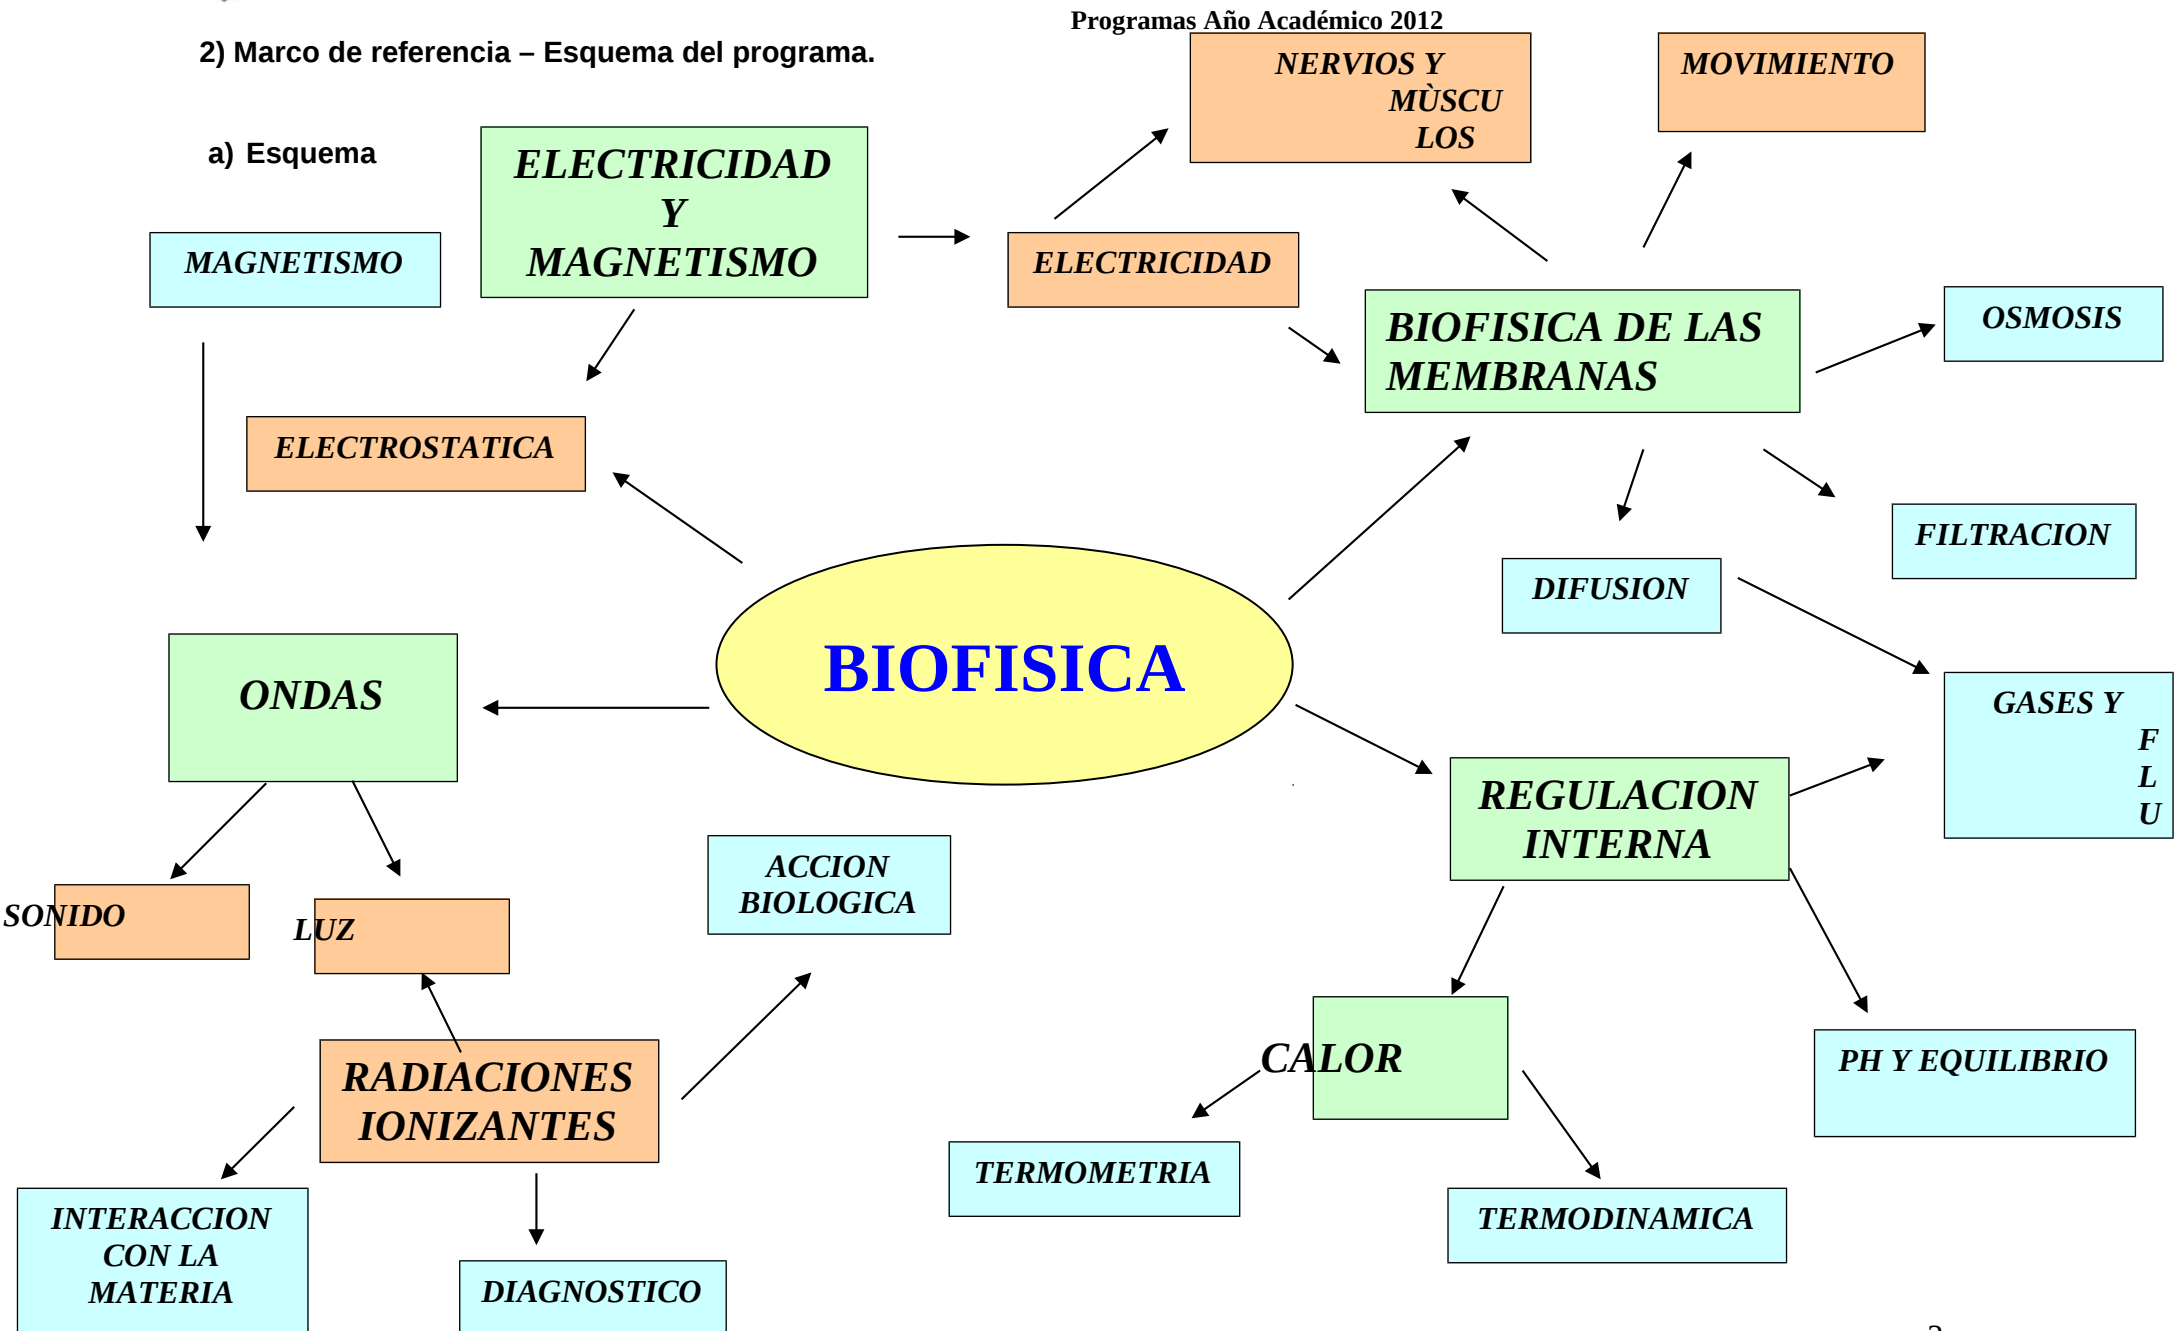 Programas Año Académico 2012
2) Marco de referencia – Esquema del programa.
a) Esquema
NERVIOS Y
MÙSCU
LOS
MOVIMIENTO
ELECTRICIDAD
Y
MAGNETISMO
MAGNETISMO
ELECTRICIDAD
BIOFISICA DE LAS
MEMBRANAS
OSMOSIS
ELECTROSTATICA
FILTRACION
DIFUSION
BIOFISICA
ONDAS
GASES Y
F
L
U
REGULACION
INTERNA
ACCION
BIOLOGICA
SONIDO
LUZ
CALOR
PH Y EQUILIBRIO
RADIACIONES
IONIZANTES
TERMOMETRIA
TERMODINAMICA
INTERACCION
CON LA
MATERIA
DIAGNOSTICO